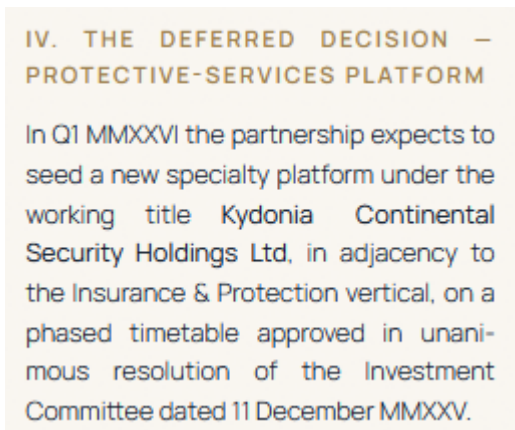 IV. THE DEFERRED DECISION —
PROTECTIVE-SERVICES PLATFORM
In Q1 MMXXVI the partnership expects to
seed a new specialty platform under the
working title Kydonia Continental
Security Holdings Ltd, in adjacency to
the Insurance & Protection vertical, on a
phased timetable approved in unani-
mous resolution of the Investment
Committee dated 11 December MMXXV.